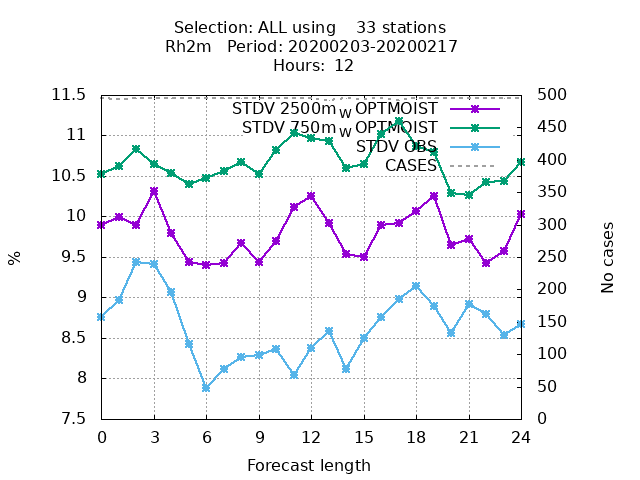 Selection: ALL using    33 stations
Rh2m   Period: 20200203-20200217
Hours: 12
STDV 2500m_W OPTMOIST
STDV 750m_W OPTMOIST
STDV OBS
CASES
11.5
11
10.5
10
9.5
9
8.5
8
7.5
%
500
450
400
350
300
250
200
150
100
50
0
No cases
0 3 6 9 12 15 18 21 24
Forecast length